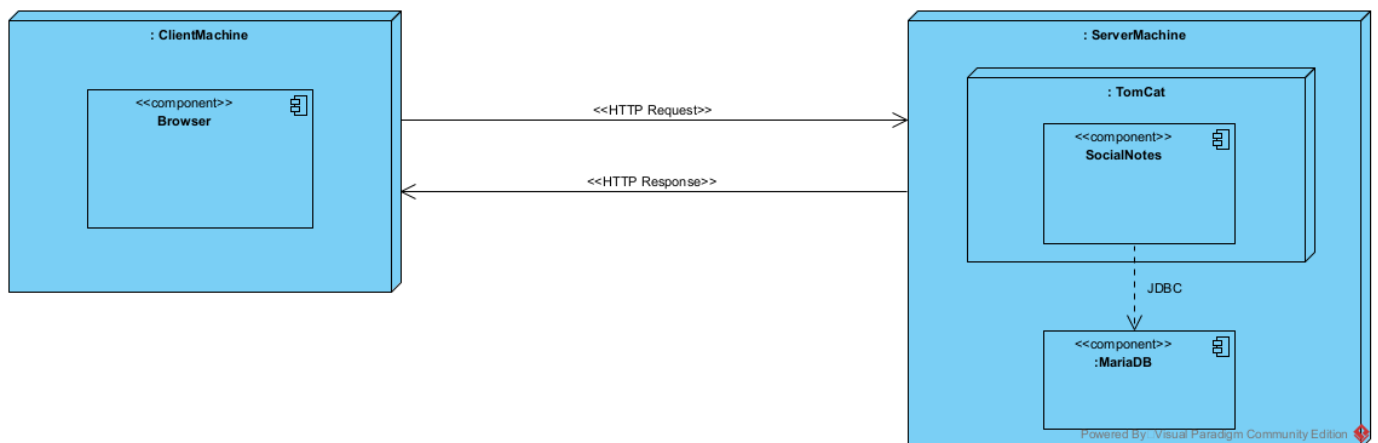 : ClientMachine
<<component>>
Browser
<<HTTP Request>>
<<HTTP Response>>
: ServerMachine
: TomCat
<<component>>
SocialNotes
JDBC
<<component>>
:MariaDB
Powered By Visual Paradigm Community Edition